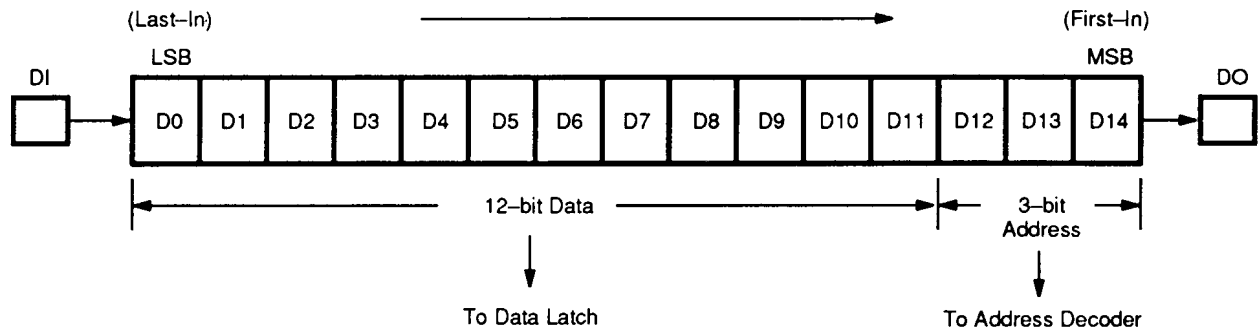 (Last–In) (First–In)
LSB MSB
DI DO
D0 D1 D2 D3 D4 D5 D6 D7 D8 D9 D10 D11 D12 D13 D14
12–bit Data 3–bit
Address
To Data Latch To Address Decoder